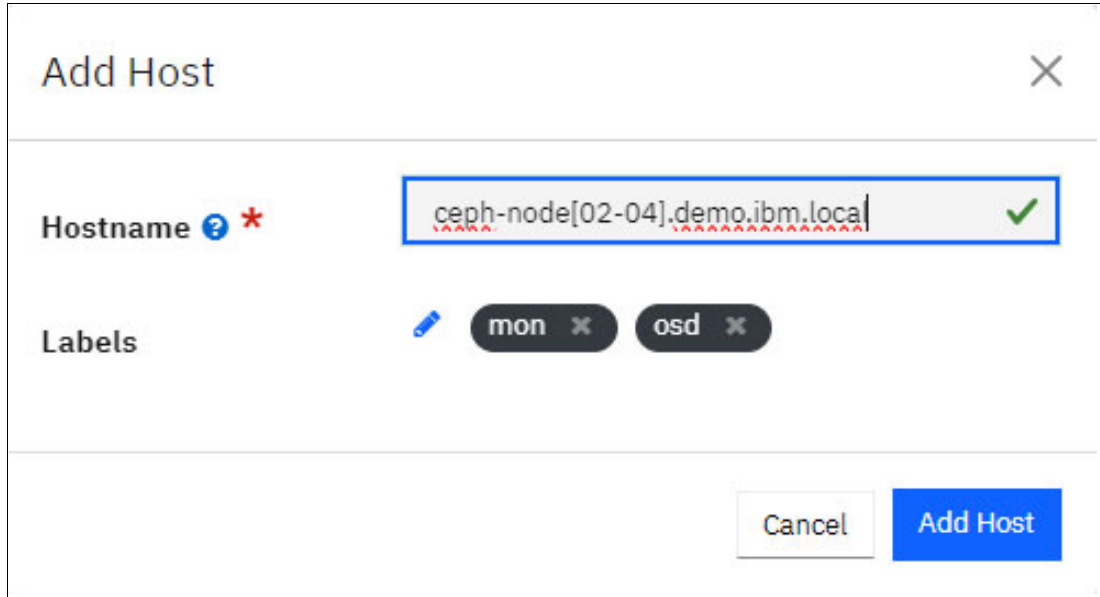 Add Host
Hostname *
ceph-node[02-04].demo.ibm.local
Labels
mon
osd
Cancel
Add Host